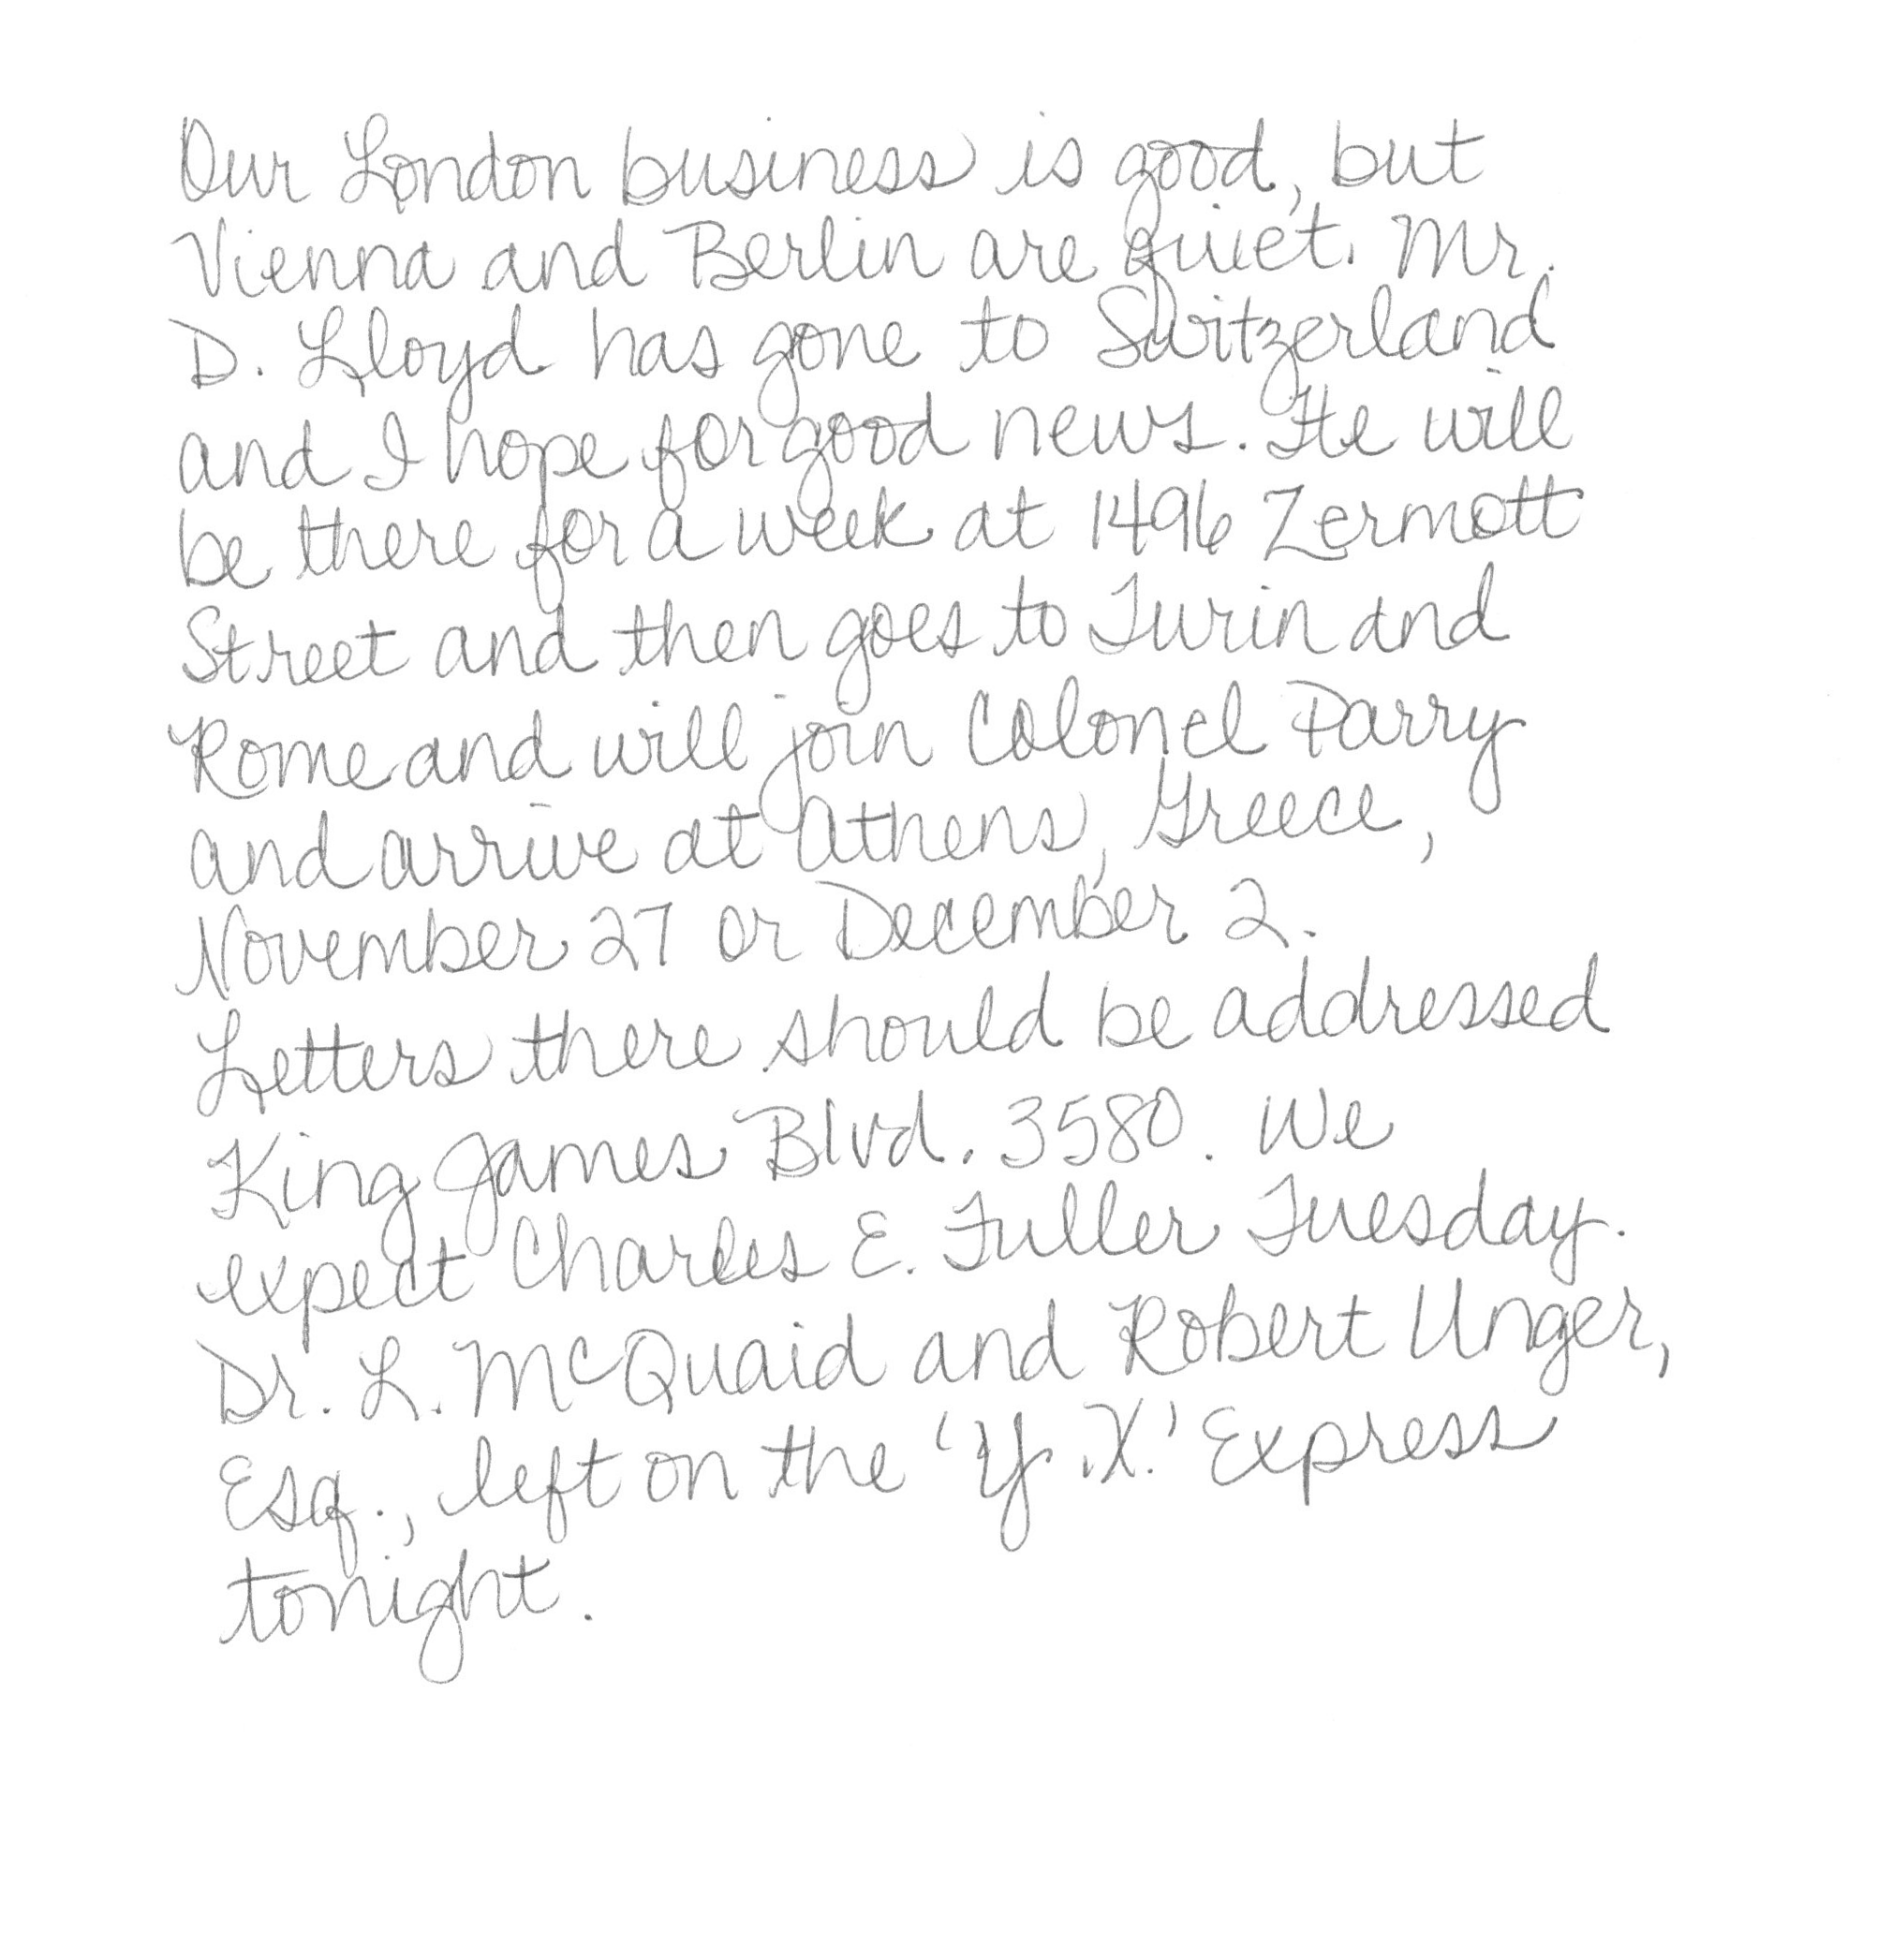 Our London business is good, but
Vienna and Berlin are quiet. Mr.
D. Lloyd has gone to Switzerland
and I hope for good news. He will
be there for a week at 1496 Zermott
Street and then goes to Turin and
Rome and will join Colonel Parry
and arrive at Athens, Greece,
November 27 or December 2.
Letters there should be addressed
King James Blvd. 3580. We
expect Charles E. Fuller Tuesday.
Dr. L. McQuaid and Robert Unger,
Esq., left on the 'Y.X.' Express
tonight.